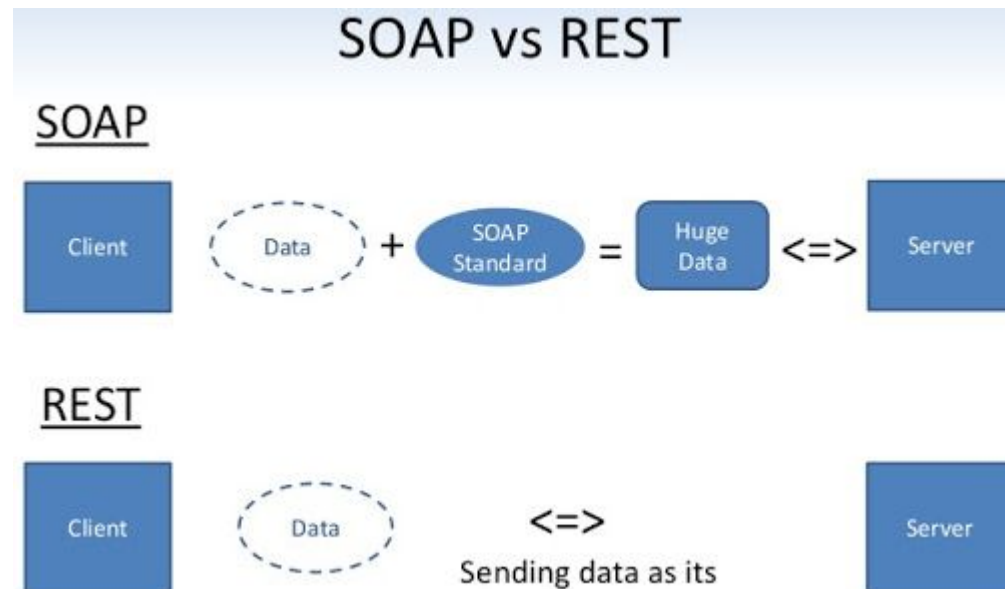 SOAP vs REST
SOAP
Client
Data
+
SOAP
Standard
=
Huge
Data
<=>
Server
REST
Client
Data
<=>
Server
Sending data as its